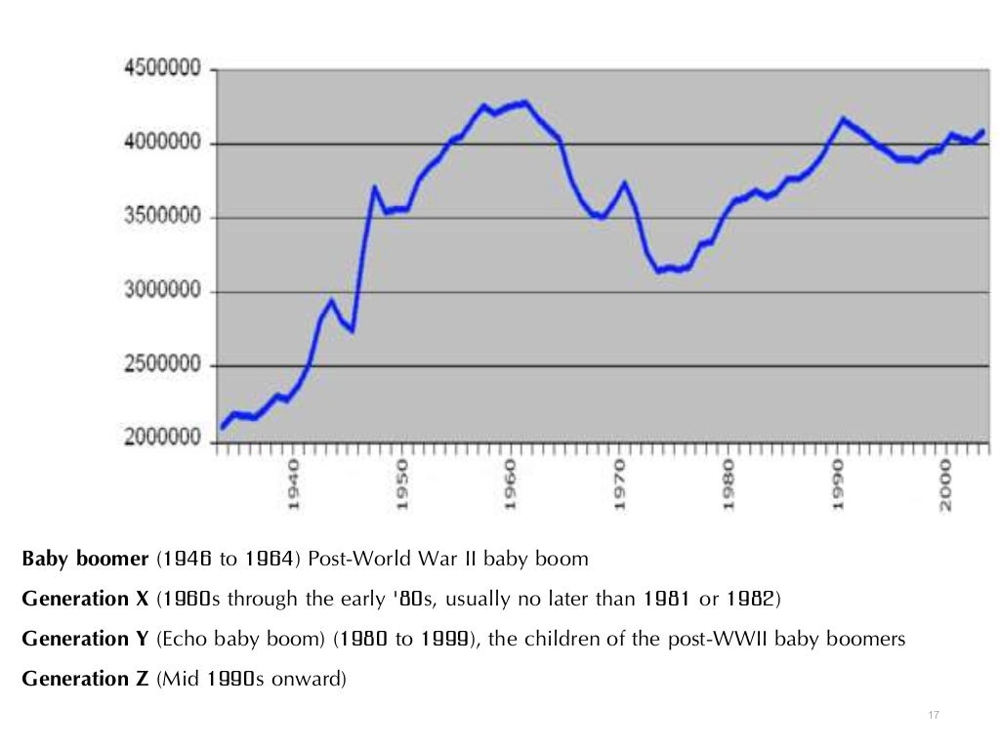 4500000
4000000
3500000
3000000
2500000
2000000
1940 1950 1960 1970 1980 1990 2000
Baby boomer (1946 to 1964) Post-World War II baby boom
Generation X (1960s through the early '80s, usually no later than 1981 or 1982)
Generation Y (Echo baby boom) (1980 to 1999), the children of the post-WWII baby boomers
Generation Z (Mid 1990s onward)
17